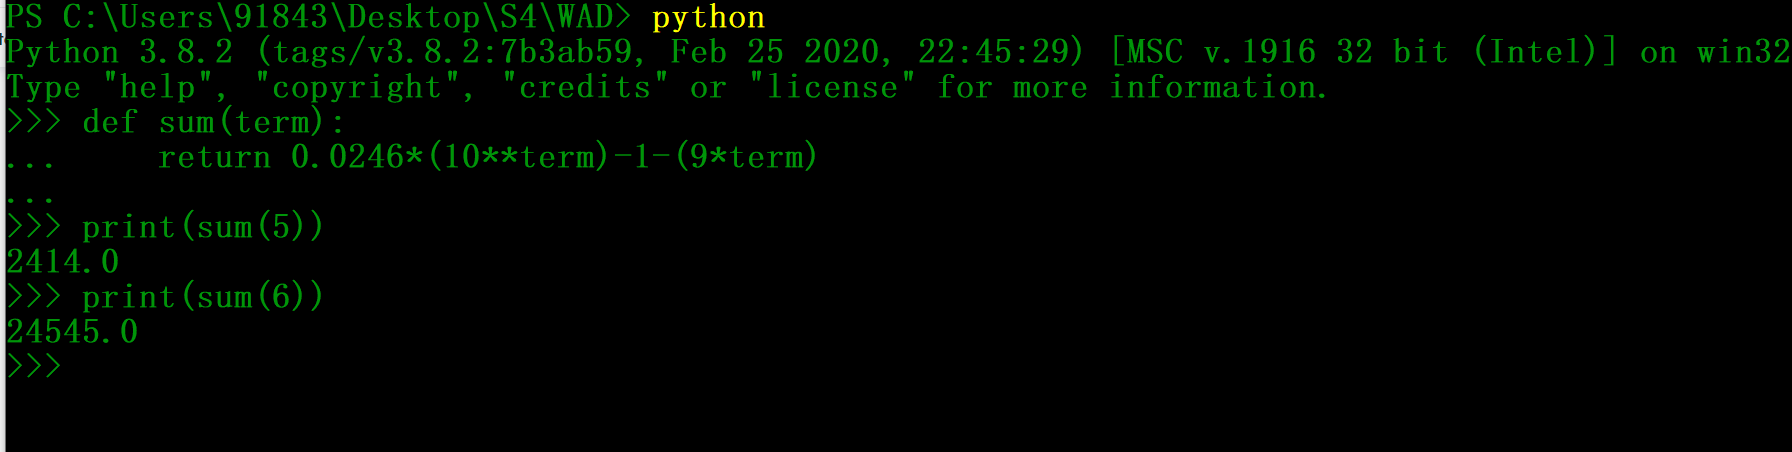 PS C:\Users\91843\Desktop\S4\WAD> python
Python 3.8.2 (tags/v3.8.2:7b3ab59, Feb 25 2020, 22:45:29) [MSC v.1916 32 bit (Intel)] on win32
Type "help", "copyright", "credits" or "license" for more information.
>>> def sum(term):
...     return 0.0246*(10**term)-1-(9*term)
...
>>> print(sum(5))
2414.0
>>> print(sum(6))
24545.0
>>>